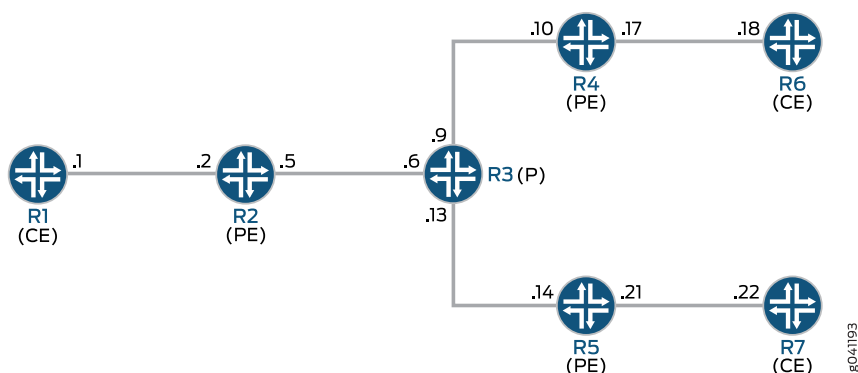 .10
.17
.18
R4
(PE)
R6
(CE)
.9
.1
.2
.5
.6
R3 (P)
R1
(CE)
R2
(PE)
.13
.14
.21
.22
R5
(PE)
R7
(CE)
g041193